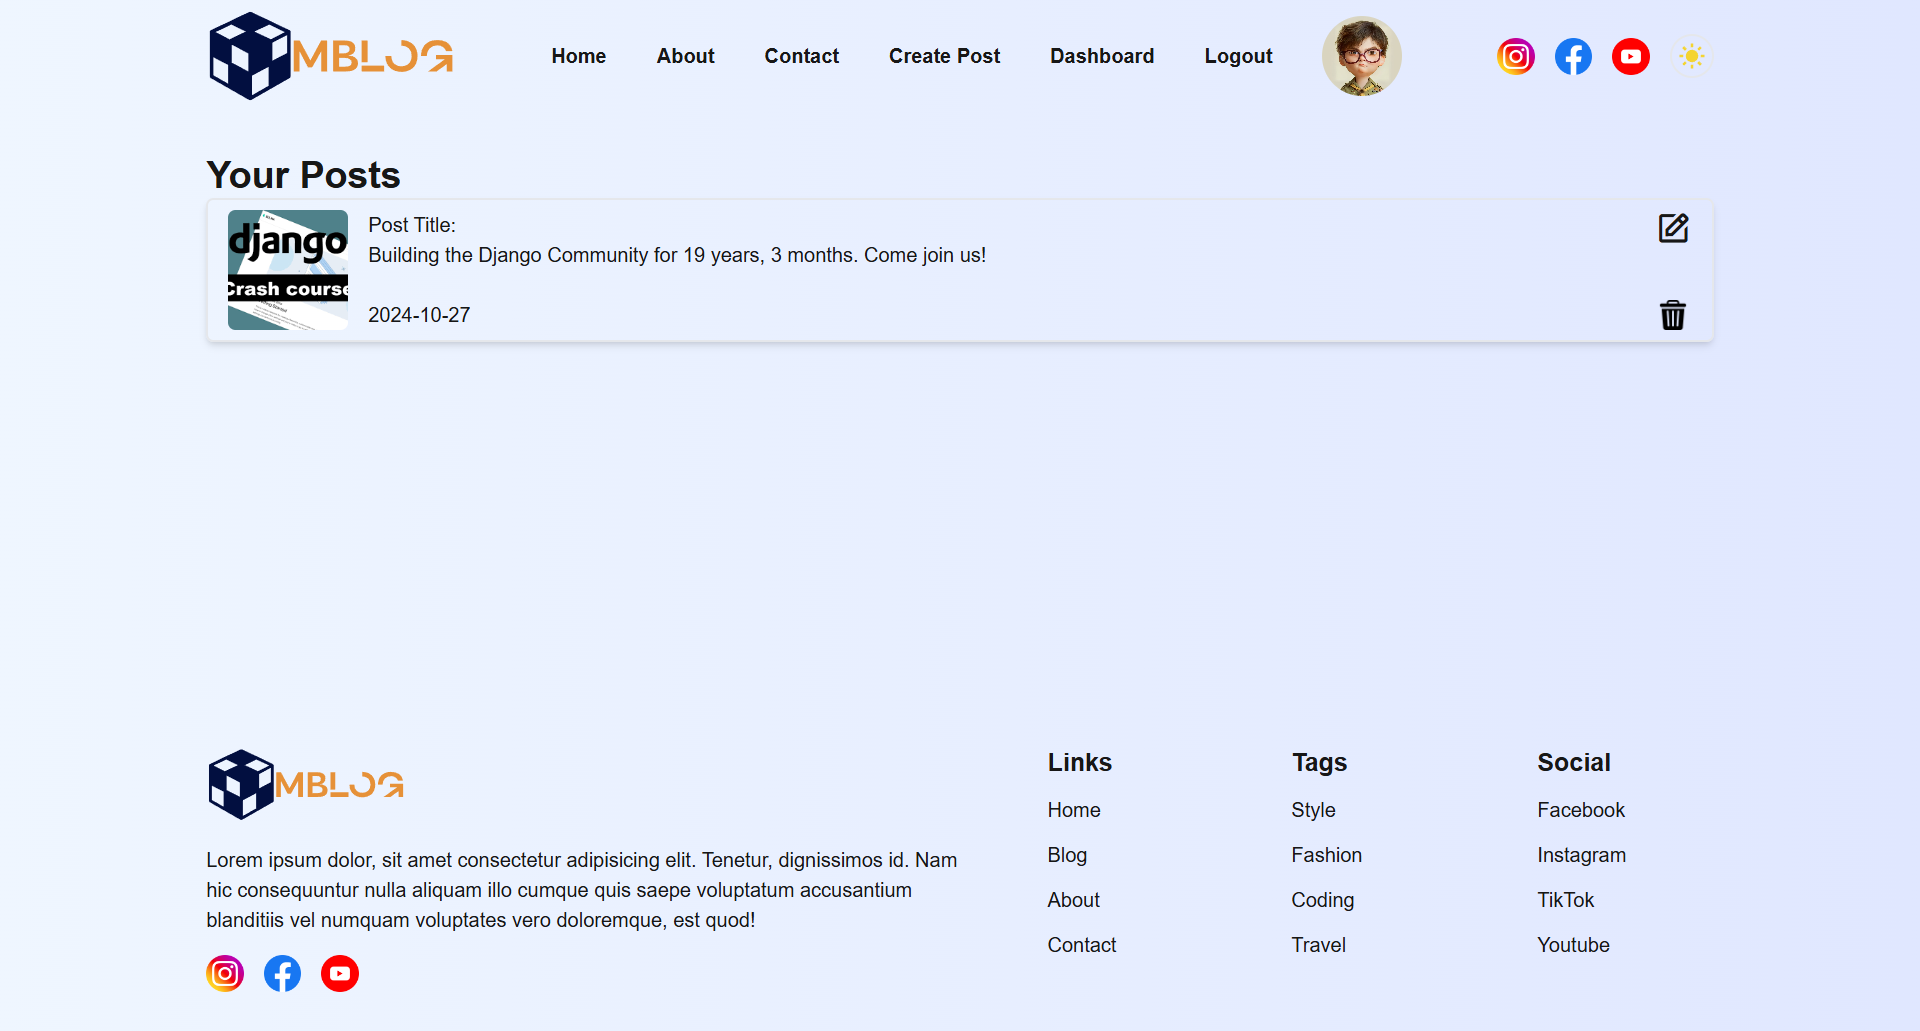 MBLOG
Home About Contact Create Post Dashboard Logout
Your Posts
django
Crash course
Post Title:
Building the Django Community for 19 years, 3 months. Come join us!
2024-10-27
MBLOG
Lorem ipsum dolor, sit amet consectetur adipisicing elit. Tenetur, dignissimos id. Nam
hic consequuntur nulla aliquam illo cumque quis saepe voluptatum accusantium
blanditiis vel numquam voluptates vero doloremque, est quod!
Links
Home
Blog
About
Contact
Tags
Style
Fashion
Coding
Travel
Social
Facebook
Instagram
TikTok
Youtube